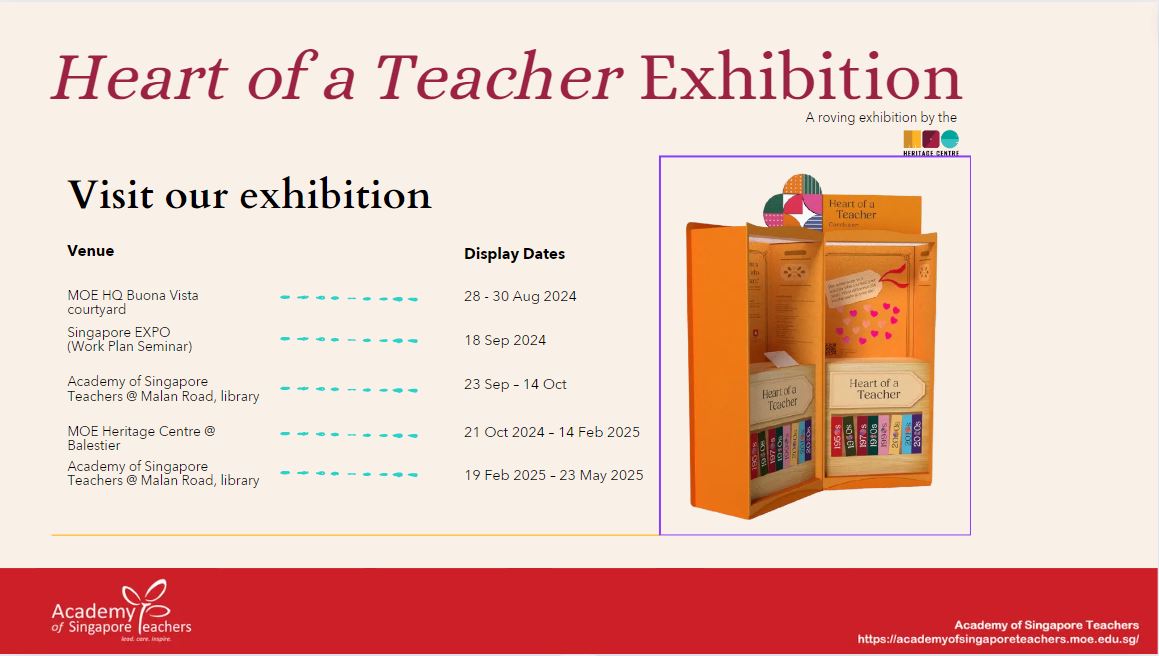 Heart of a Teacher Exhibition
A roving exhibition by the
HERITAGE CENTRE
Visit our exhibition
Venue
Display Dates
MOE HQ Buona Vista
courtyard
28 - 30 Aug 2024
Singapore EXPO
(Work Plan Seminar)
18 Sep 2024
Academy of Singapore
Teachers @ Malan Road, library
23 Sep – 14 Oct
MOE Heritage Centre @
Balestier
21 Oct 2024 – 14 Feb 2025
Academy of Singapore
Teachers @ Malan Road, library
19 Feb 2025 – 23 May 2025
Heart of a
Teacher
Heart of a
Teacher
Heart of a
Teacher
1950s
1960s
1970s
1980s
1990s
2000s
2010s
2020s
Academy
of Singapore Teachers
lead. care. inspire.
Academy of Singapore Teachers
https://academyofsingaporeteachers.moe.edu.sg/